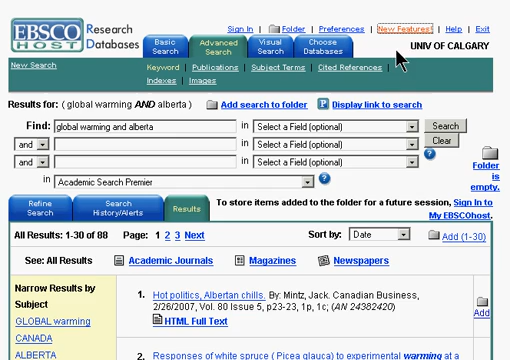 EBSCO HOST Research Databases
Sign In | Folder | Preferences | New Features! | Help | Exit
Basic Search Advanced Search Visual Search Choose Databases
UNIV OF CALGARY
New Search
Keyword | Publications | Subject Terms | Cited References |
Indexes | Images
Results for: ( global warming AND alberta ) Add search to folder P Display link to search
Find: global warming and alberta in Select a Field (optional) Search
and in Select a Field (optional) Clear
and in Select a Field (optional) ?
in Academic Search Premier ?
Folder is empty.
Refine Search Search History/Alerts Results
To store items added to the folder for a future session, Sign In to My EBSCOhost.
All Results: 1-30 of 88 Page: 1 2 3 Next Sort by: Date Add (1-30)
See: All Results Academic Journals Magazines Newspapers
Narrow Results by Subject
GLOBAL warming
CANADA
ALBERTA
1. Hot politics, Albertan chills. By: Mintz, Jack. Canadian Business,
2/26/2007, Vol. 80 Issue 5, p23-23, 1p, 1c; (AN 24382420)
HTML Full Text
Add
2. Responses of white spruce ( Picea glauca) to experimental warming at a